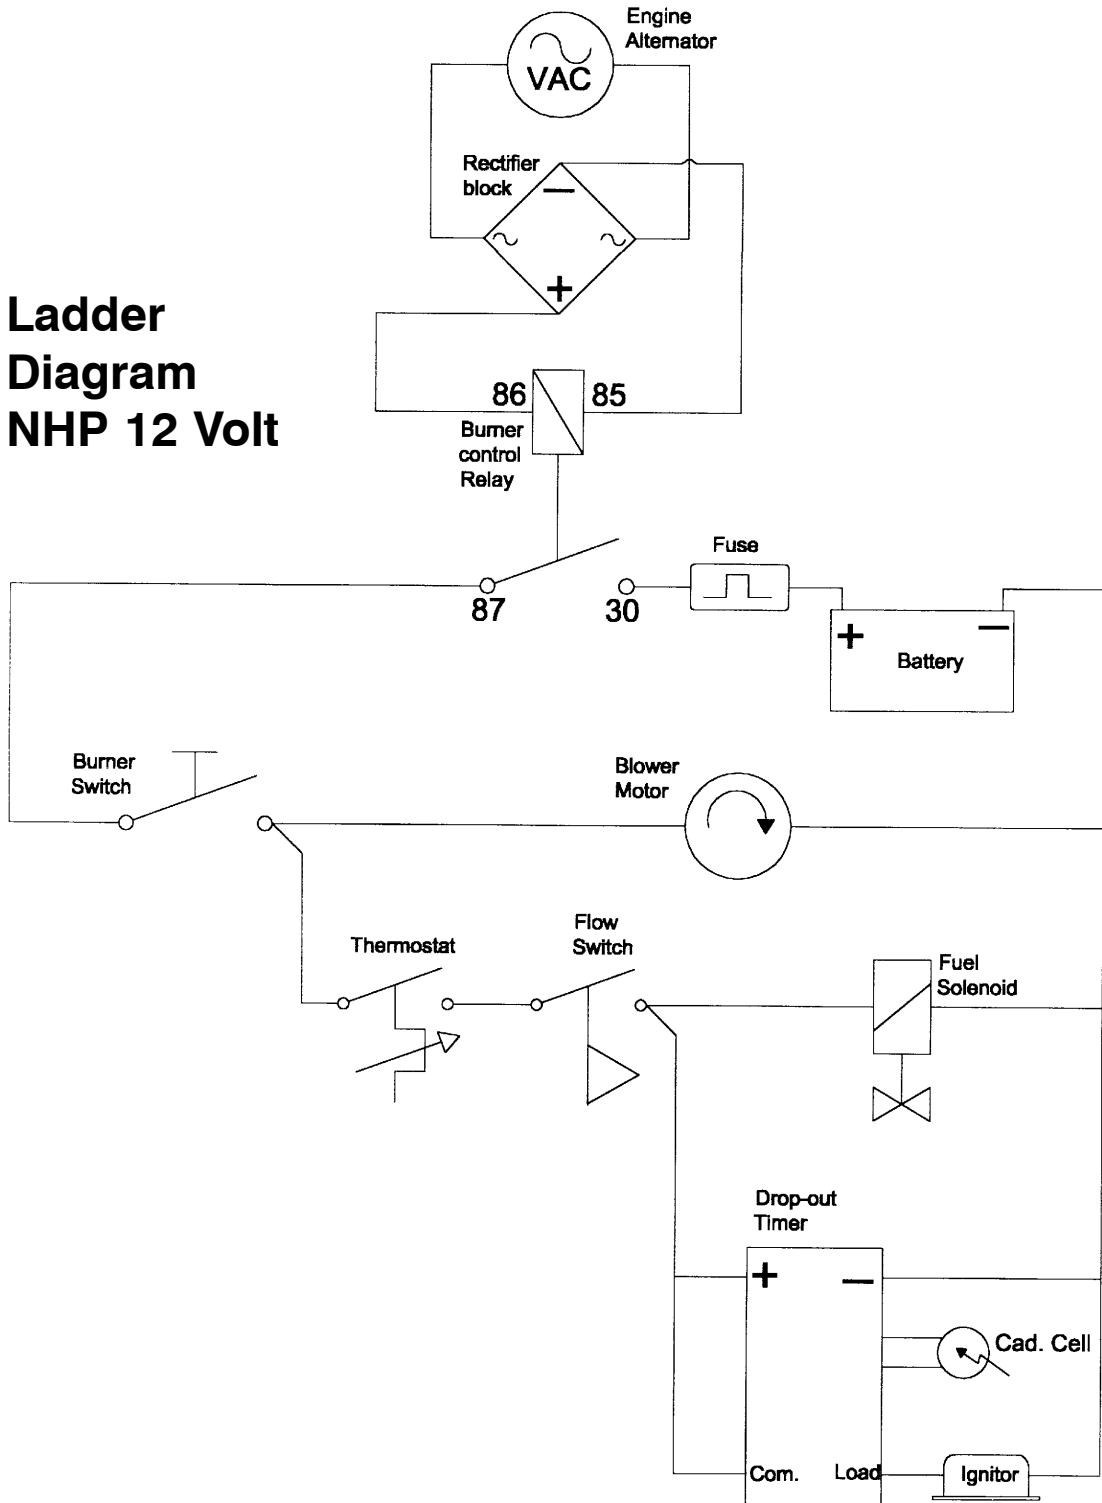 Engine
Alternator
VAC
Rectifier
block
−
+
Ladder
Diagram
NHP 12 Volt
86
85
Burner
control
Relay
Fuse
87
30
+
−
Battery
Burner
Switch
Blower
Motor
Thermostat
Flow
Switch
Fuel
Solenoid
Drop-out
Timer
+
−
Cad. Cell
Com.
Load
Ignitor